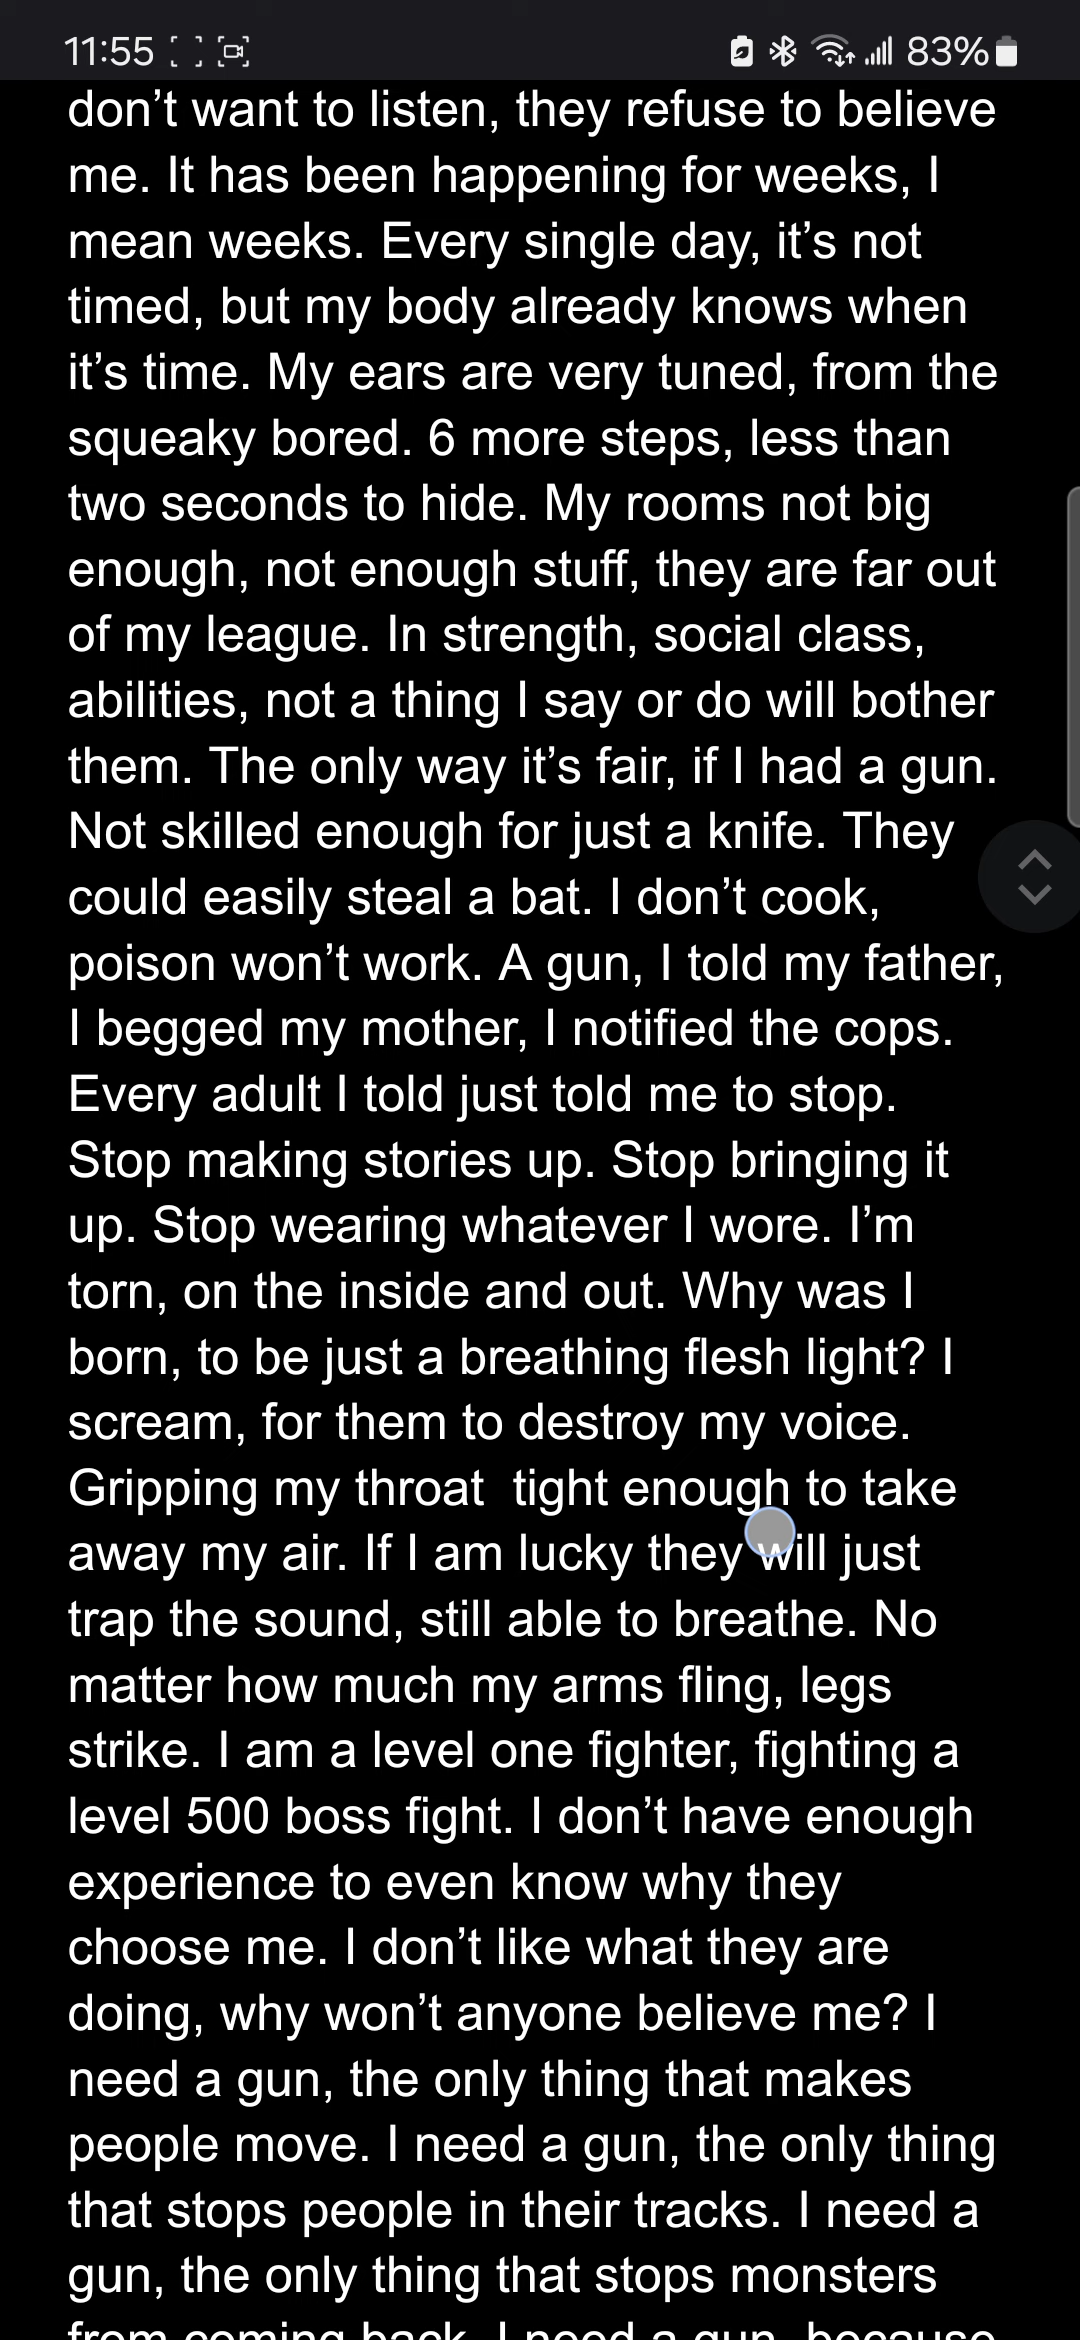 11:55
83%
don’t want to listen, they refuse to believe
me. It has been happening for weeks, I
mean weeks. Every single day, it’s not
timed, but my body already knows when
it’s time. My ears are very tuned, from the
squeaky bored. 6 more steps, less than
two seconds to hide. My rooms not big
enough, not enough stuff, they are far out
of my league. In strength, social class,
abilities, not a thing I say or do will bother
them. The only way it’s fair, if I had a gun.
Not skilled enough for just a knife. They
could easily steal a bat. I don’t cook,
poison won’t work. A gun, I told my father,
I begged my mother, I notified the cops.
Every adult I told just told me to stop.
Stop making stories up. Stop bringing it
up. Stop wearing whatever I wore. I’m
torn, on the inside and out. Why was I
born, to be just a breathing flesh light? I
scream, for them to destroy my voice.
Gripping my throat  tight enough to take
away my air. If I am lucky they will just
trap the sound, still able to breathe. No
matter how much my arms fling, legs
strike. I am a level one fighter, fighting a
level 500 boss fight. I don’t have enough
experience to even know why they
choose me. I don’t like what they are
doing, why won’t anyone believe me? I
need a gun, the only thing that makes
people move. I need a gun, the only thing
that stops people in their tracks. I need a
gun, the only thing that stops monsters
from coming back. I need a gun, because